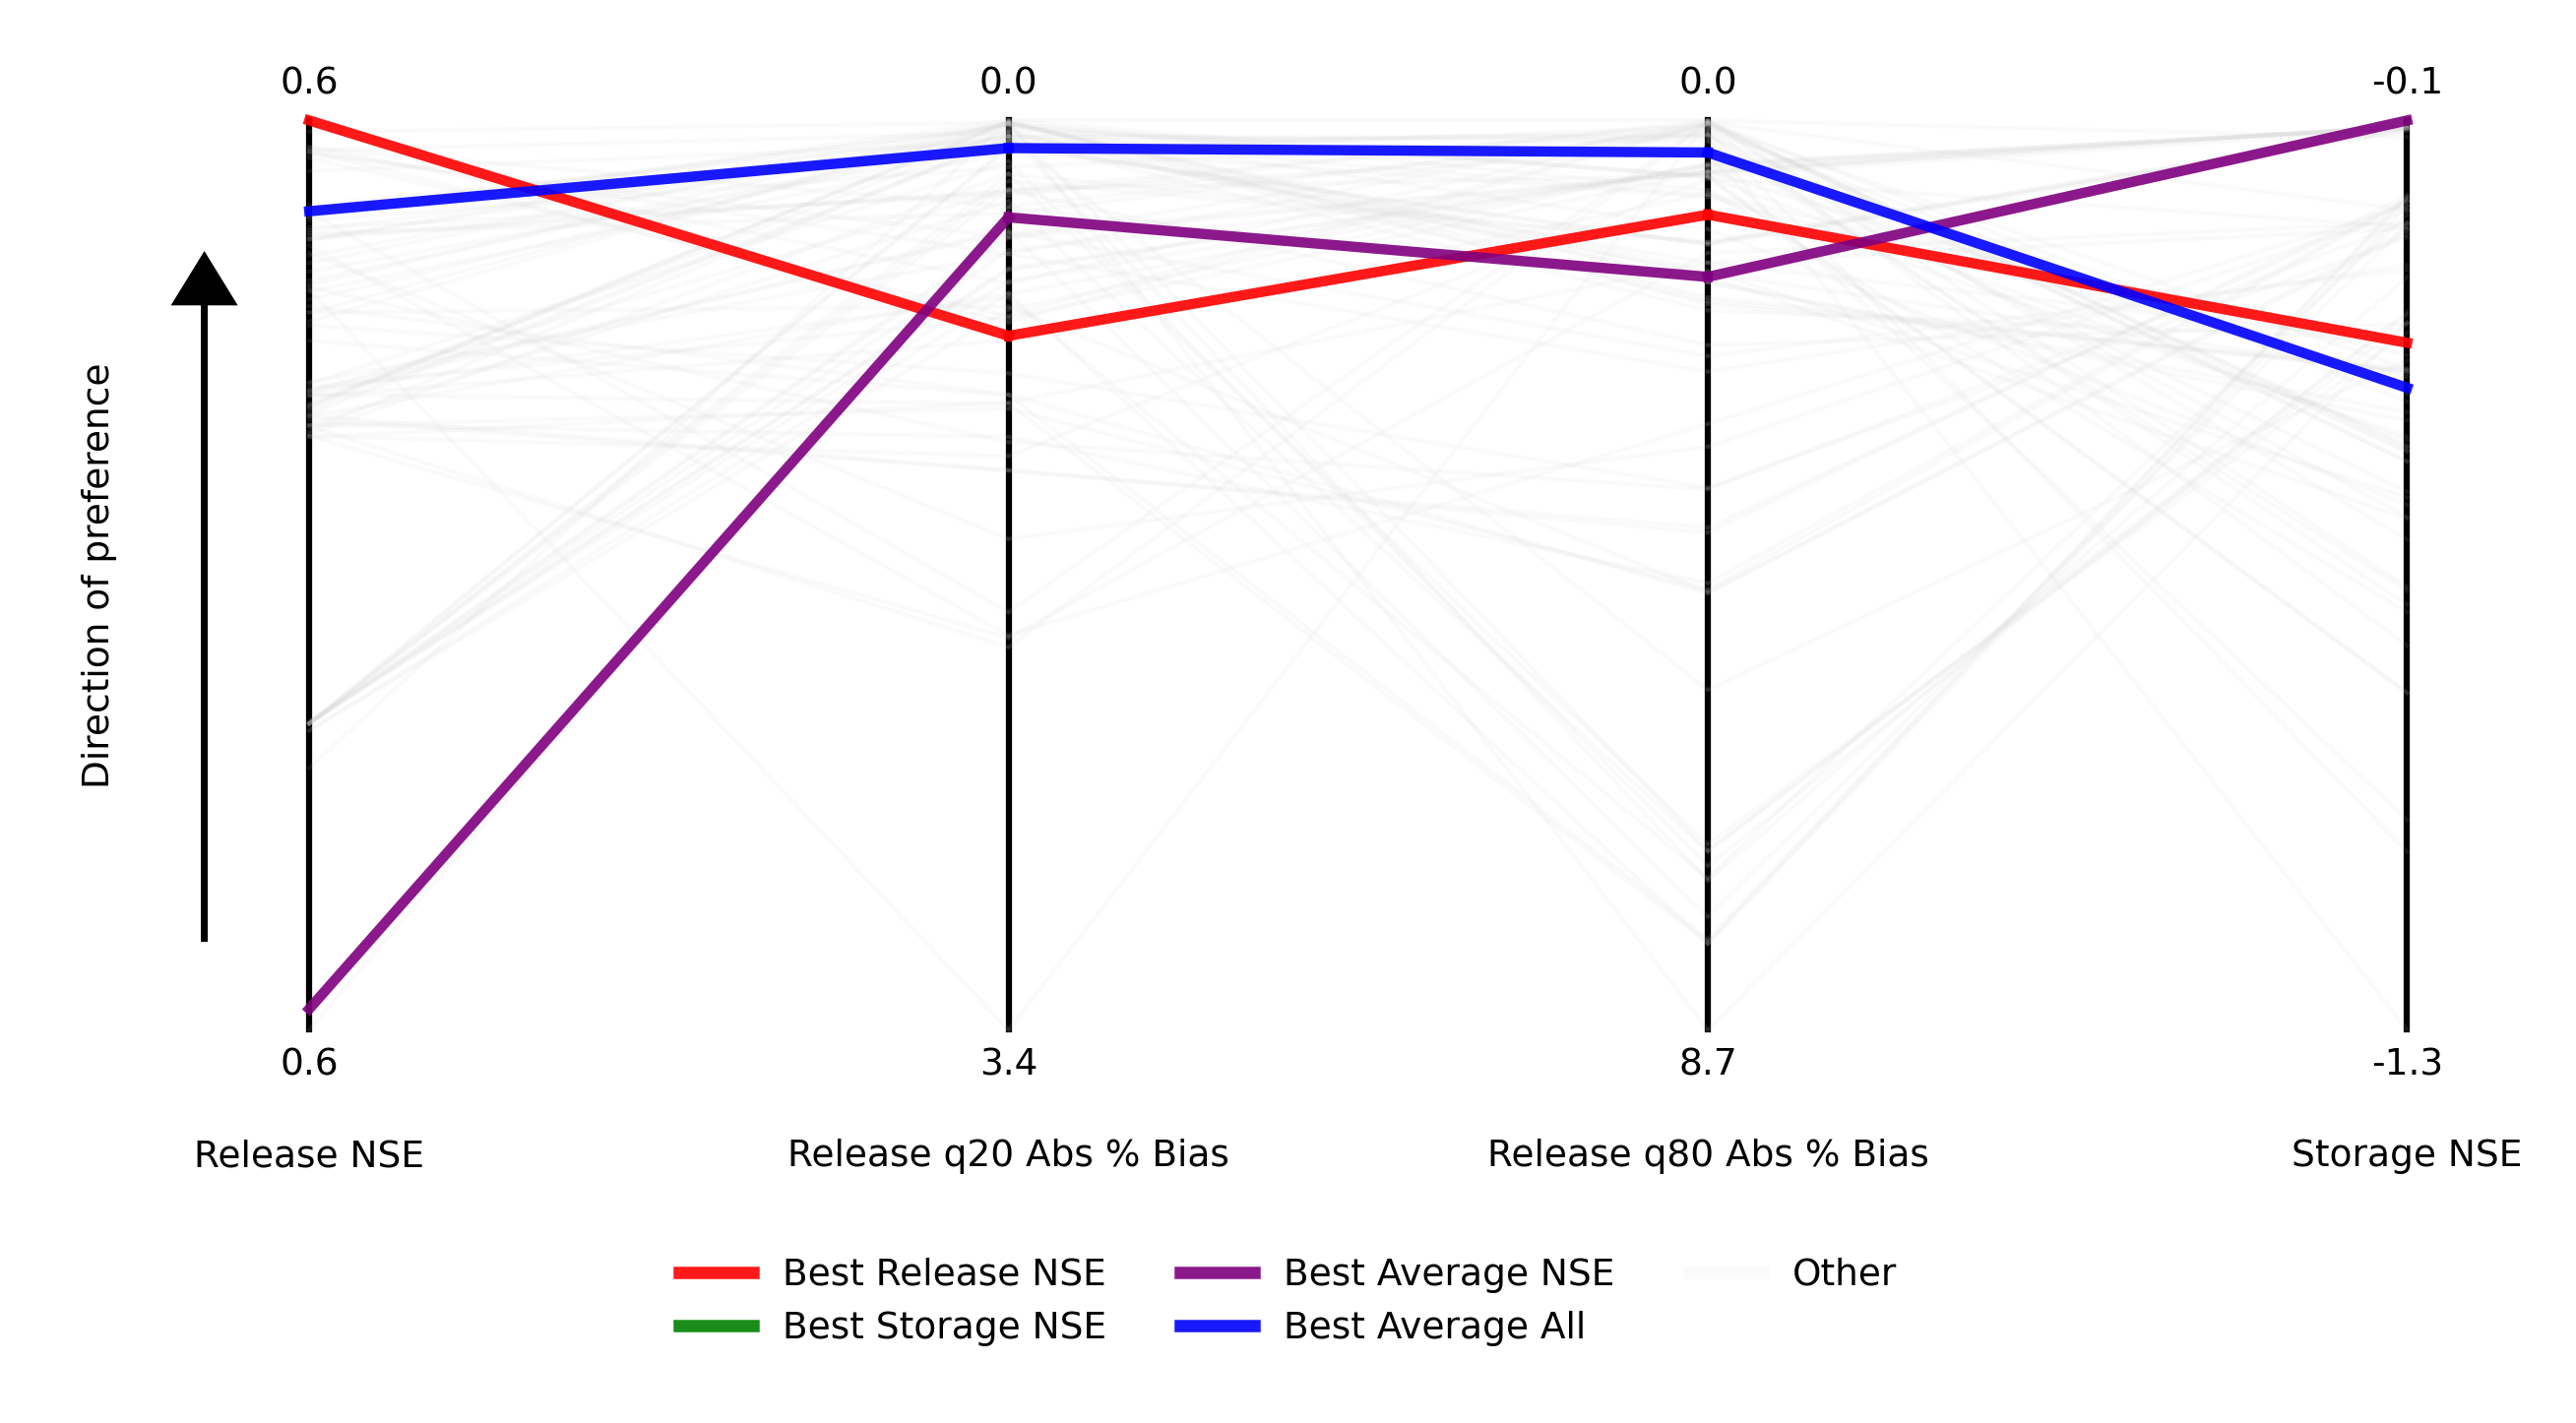 0.6 0.0 0.0 -0.1
Direction of preference
0.6 3.4 8.7 -1.3
Release NSE Release q20 Abs % Bias Release q80 Abs % Bias Storage NSE
Best Release NSE Best Average NSE Other
Best Storage NSE Best Average All